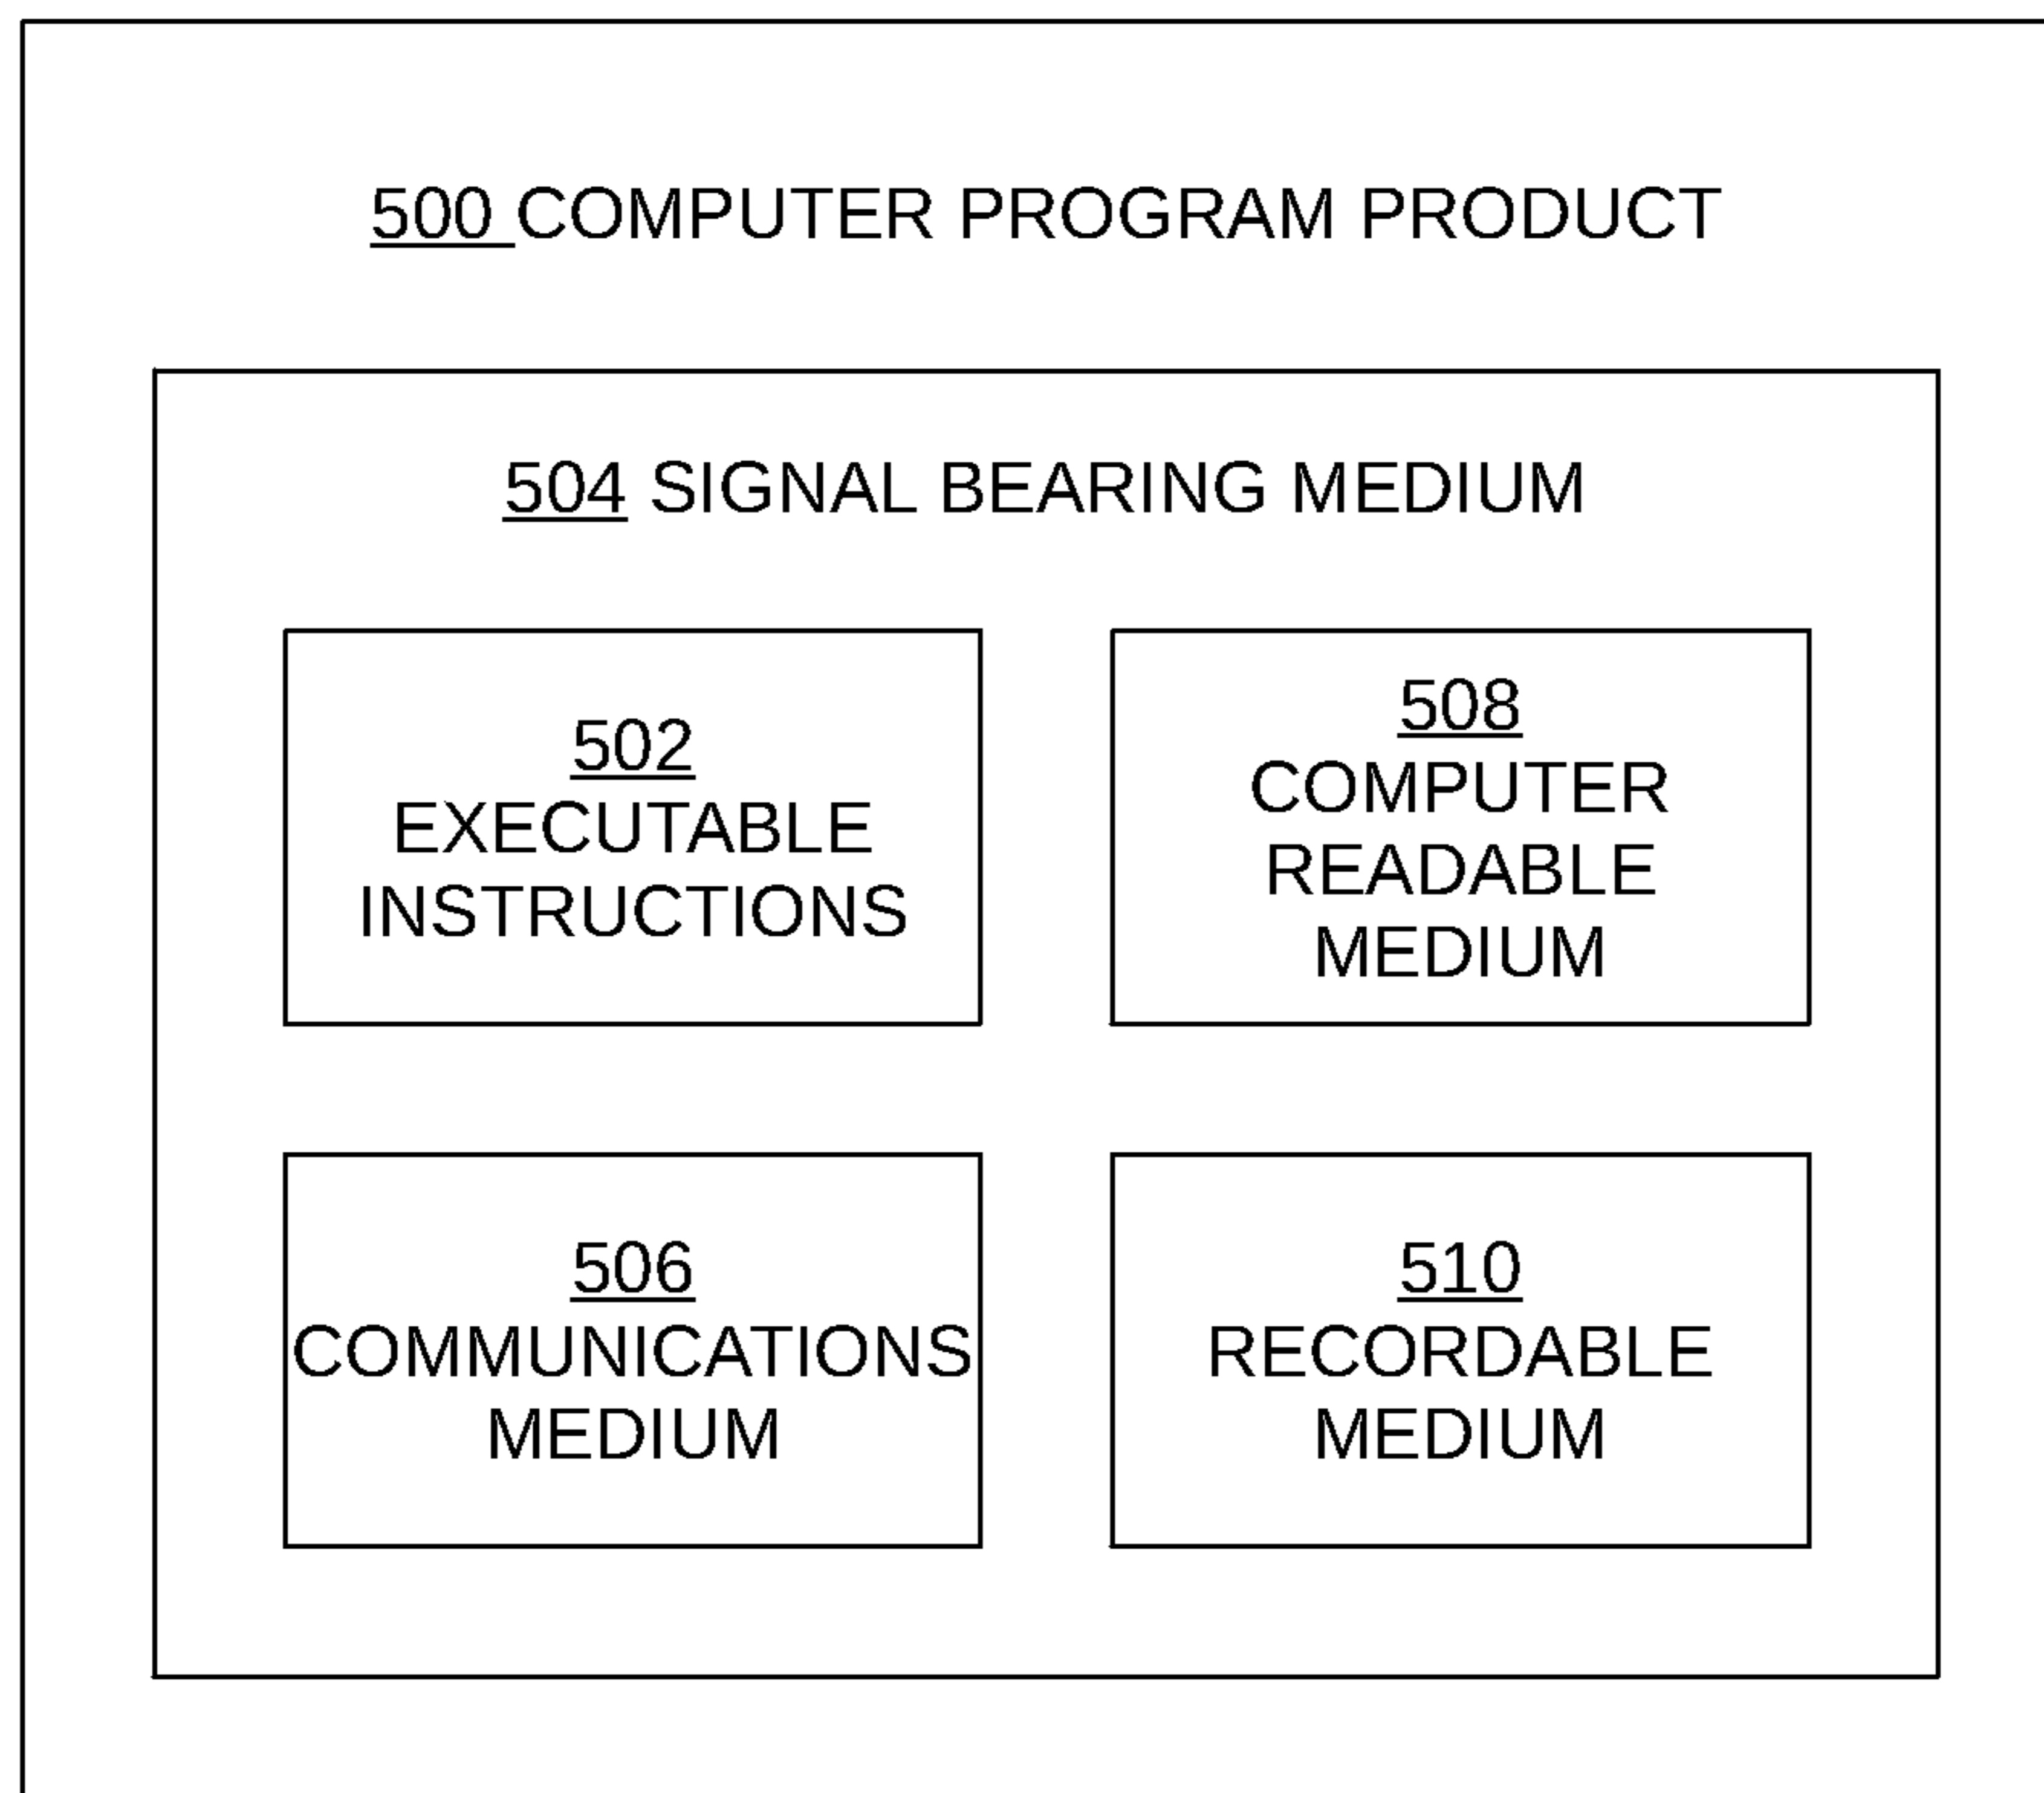 500 COMPUTER PROGRAM PRODUCT
504 SIGNAL BEARING MEDIUM
502
EXECUTABLE
INSTRUCTIONS
508
COMPUTER
READABLE
MEDIUM
506
COMMUNICATIONS
MEDIUM
510
RECORDABLE
MEDIUM